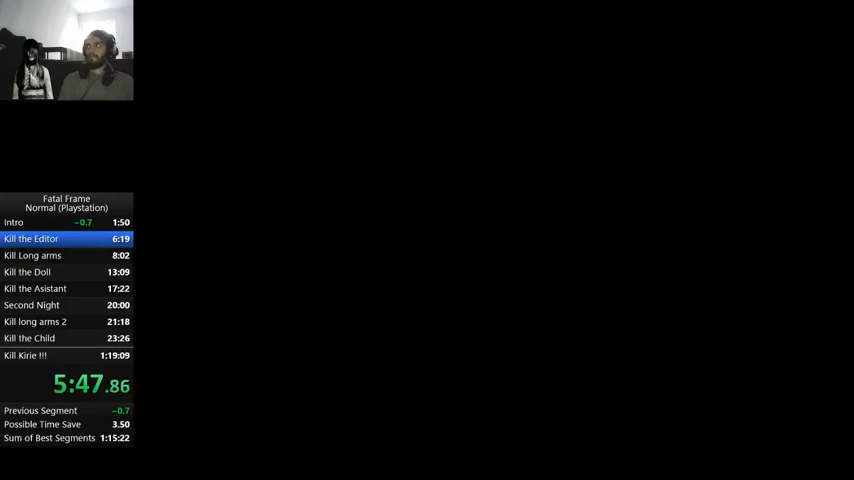 Fatal Frame
Normal (Playstation)
Intro −0.7 1:50
Kill the Editor 6:19
Kill Long arms 8:02
Kill the Doll 13:09
Kill the Asistant 17:22
Second Night 20:00
Kill long arms 2 21:18
Kill the Child 23:26
Kill Kirie !!! 1:19:09
5:47.86
Previous Segment −0.7
Possible Time Save 3.50
Sum of Best Segments 1:15:22